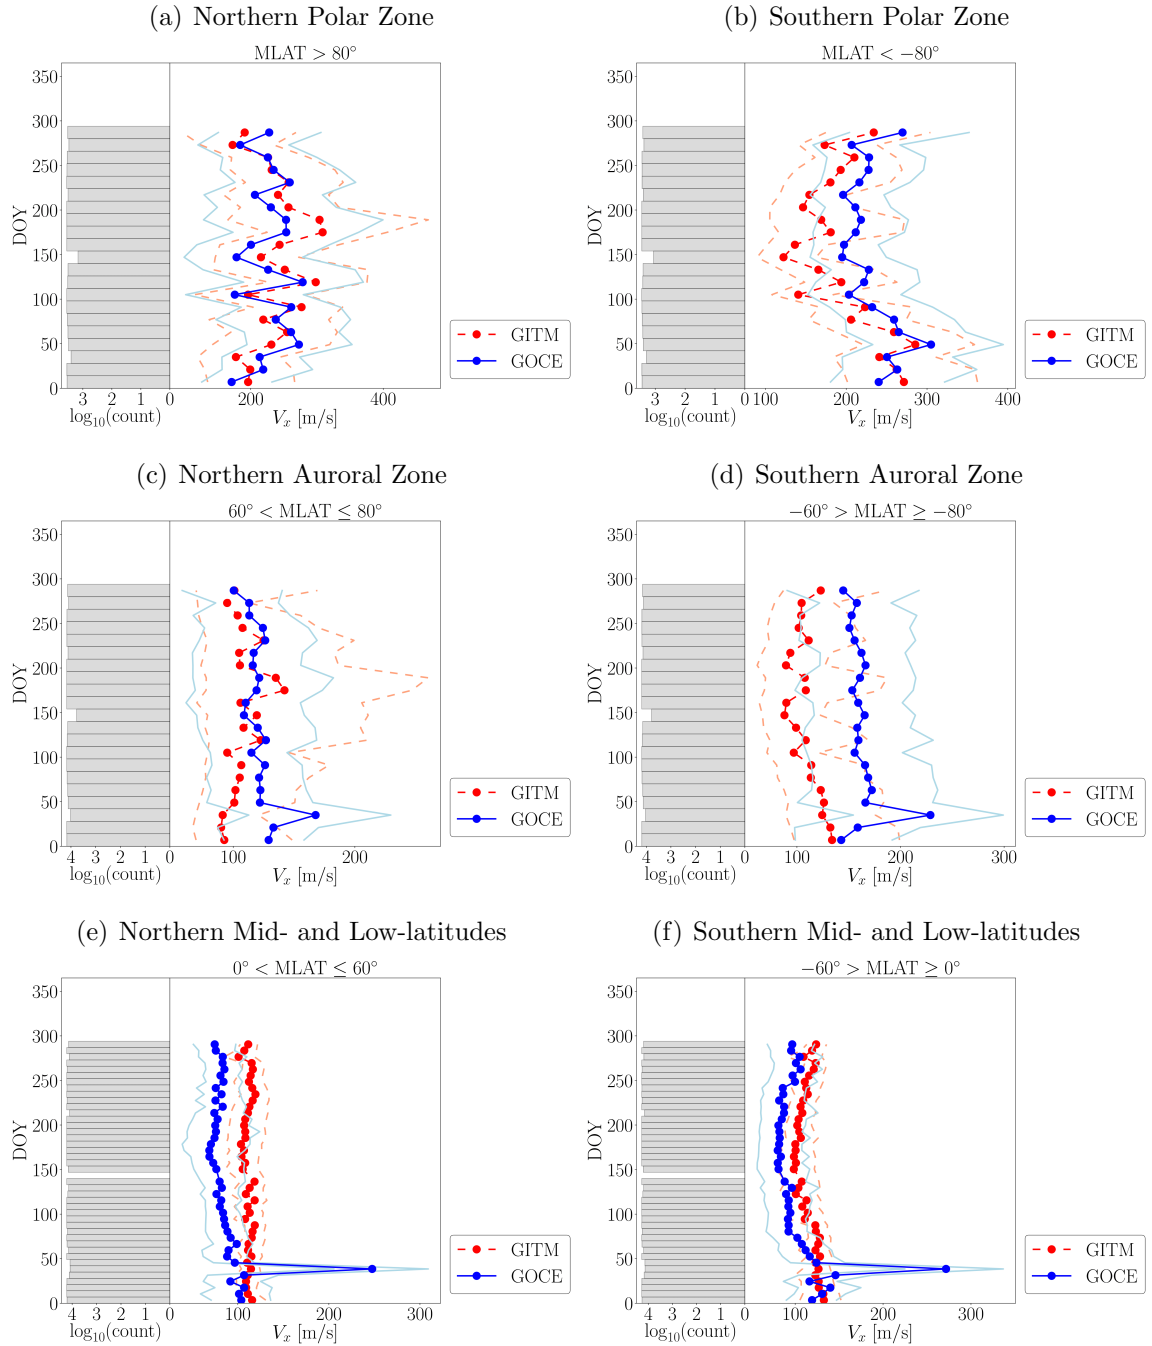 (a) Northern Polar Zone
MLAT > 80°
365
300
250
200
150
100
50
0
DOY
3 2 1 0
200 400
log₁₀(count)
Vₓ [m/s]
GITM
GOCE
(b) Southern Polar Zone
MLAT < −80°
365
300
250
200
150
100
50
0
DOY
3 2 1 0
100 200 300 400
log₁₀(count)
Vₓ [m/s]
GITM
GOCE
(c) Northern Auroral Zone
60° < MLAT ≤ 80°
365
300
250
200
150
100
50
0
DOY
4 3 2 1 0
100 200
log₁₀(count)
Vₓ [m/s]
GITM
GOCE
(d) Southern Auroral Zone
−60° > MLAT ≥ −80°
365
300
250
200
150
100
50
0
DOY
4 3 2 1 0
100 200 300
log₁₀(count)
Vₓ [m/s]
GITM
GOCE
(e) Northern Mid- and Low-latitudes
0° < MLAT ≤ 60°
365
300
250
200
150
100
50
0
DOY
4 3 2 1 0
100 200 300
log₁₀(count)
Vₓ [m/s]
GITM
GOCE
(f) Southern Mid- and Low-latitudes
−60° > MLAT ≥ 0°
365
300
250
200
150
100
50
0
DOY
4 3 2 1 0
100 200 300
log₁₀(count)
Vₓ [m/s]
GITM
GOCE